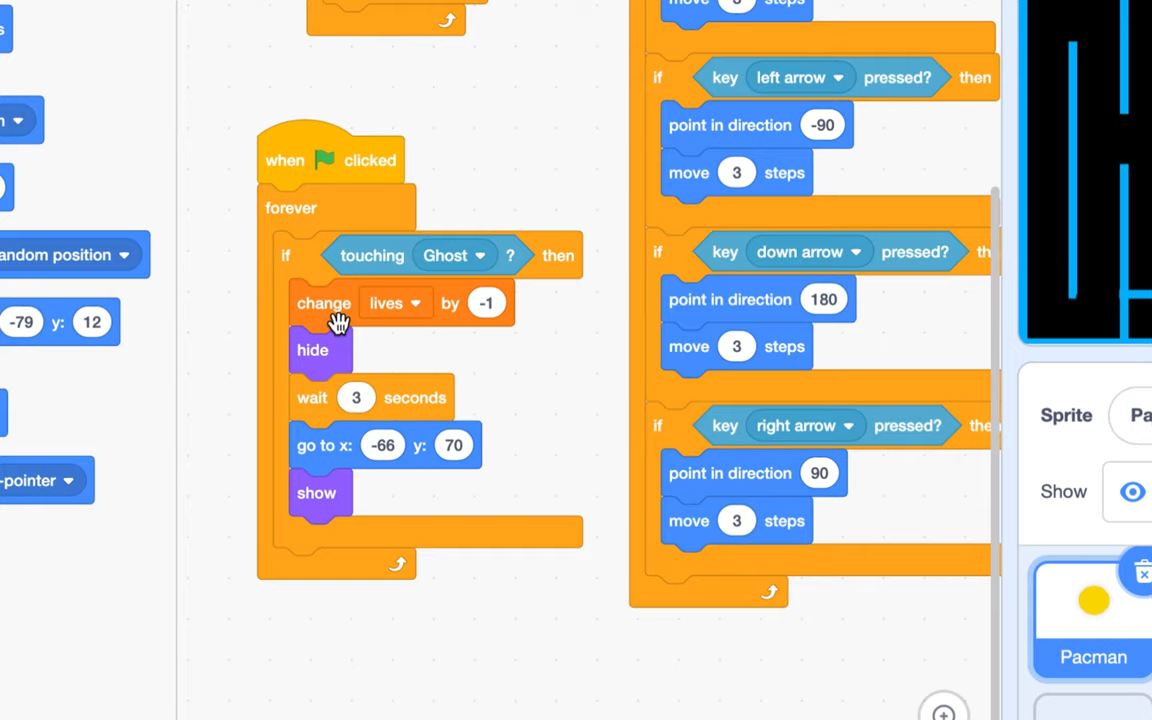 s
n
andom position
-79 y: 12
-pointer
when clicked
forever
if touching Ghost ? then
change lives by -1
hide
wait 3 seconds
go to x: -66 y: 70
show
if key left arrow pressed? then
point in direction -90
move 3 steps
if key down arrow pressed? th
point in direction 180
move 3 steps
if key right arrow pressed? the
point in direction 90
move 3 steps
Sprite Pa
Show
Pacman